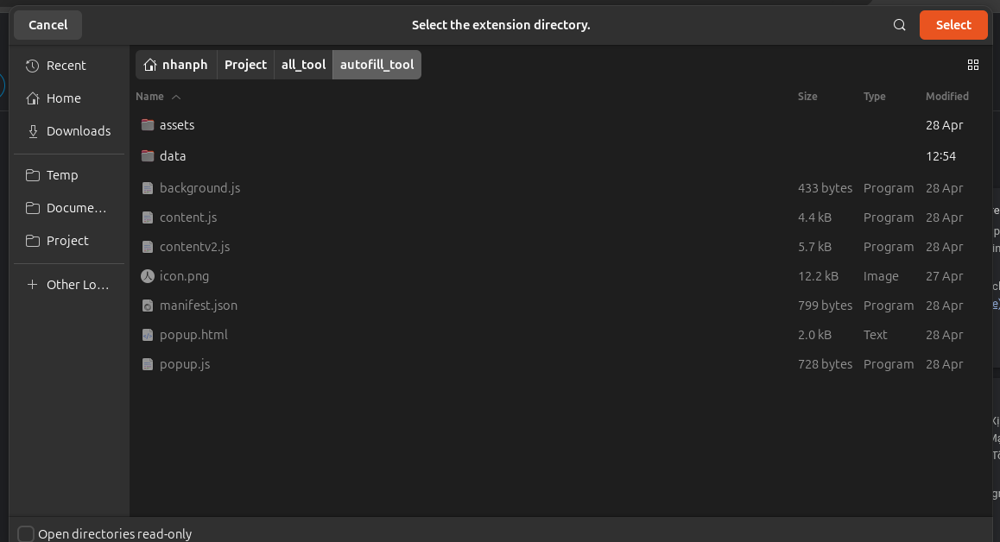 Cancel Select the extension directory. Select
Recent
Home
Downloads
Temp
Docume...
Project
Other Lo...
nhanph Project all_tool autofill_tool
Name Size Type Modified
assets 28 Apr
data 12:54
background.js 433 bytes Program 28 Apr
content.js 4.4 kB Program 28 Apr
contentv2.js 5.7 kB Program 28 Apr
icon.png 12.2 kB Image 27 Apr
manifest.json 799 bytes Program 28 Apr
popup.html 2.0 kB Text 28 Apr
popup.js 728 bytes Program 28 Apr
Open directories read-only